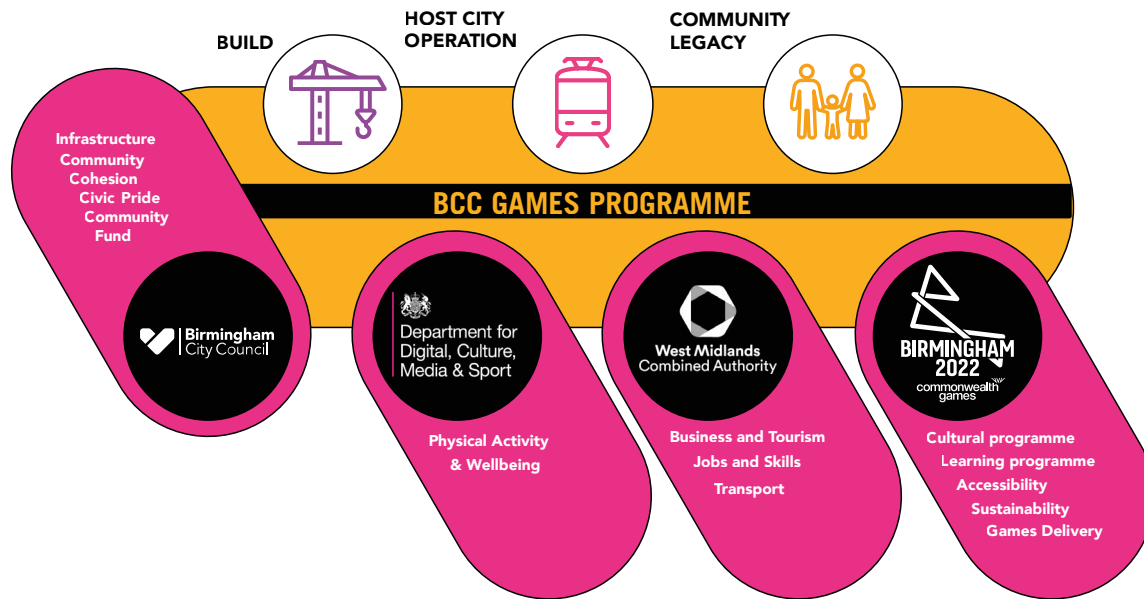 BUILD
HOST CITY
OPERATION
COMMUNITY
LEGACY
Infrastructure
Community
Cohesion
Civic Pride
Community
Fund
BCC GAMES PROGRAMME
Birmingham
City Council
Department for
Digital, Culture,
Media & Sport
West Midlands
Combined Authority
BIRMINGHAM
2022
commonwealth
games
Physical Activity
& Wellbeing
Business and Tourism
Jobs and Skills
Transport
Cultural programme
Learning programme
Accessibility
Sustainability
Games Delivery